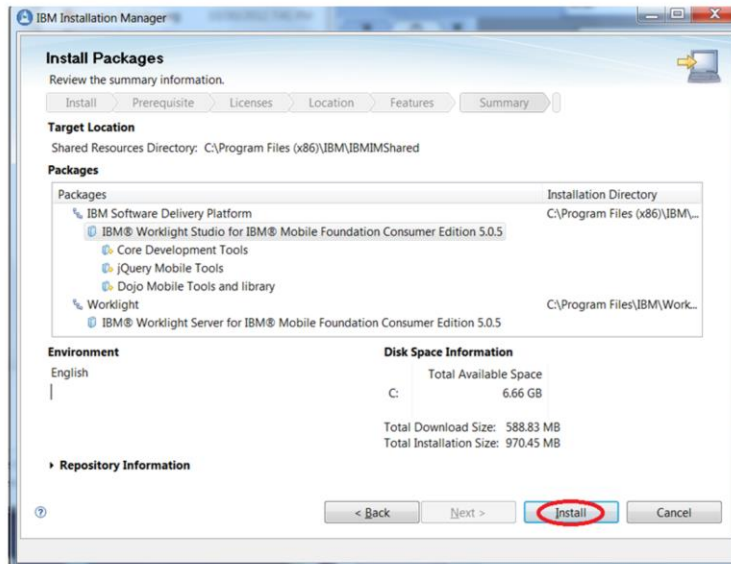 IBM Installation Manager
Install Packages
Review the summary information.
Install Prerequisite Licenses Location Features Summary
Target Location
Shared Resources Directory: C:\Program Files (x86)\IBM\IBMIMShared
Packages
Packages Installation Directory
IBM Software Delivery Platform C:\Program Files (x86)\IBM\...
IBM® Worklight Studio for IBM® Mobile Foundation Consumer Edition 5.0.5
Core Development Tools
jQuery Mobile Tools
Dojo Mobile Tools and library
Worklight C:\Program Files\IBM\Work...
IBM® Worklight Server for IBM® Mobile Foundation Consumer Edition 5.0.5
Environment Disk Space Information
English Total Available Space
C: 6.66 GB
Total Download Size: 588.83 MB
Total Installation Size: 970.45 MB
Repository Information
? < Back Next > Install Cancel